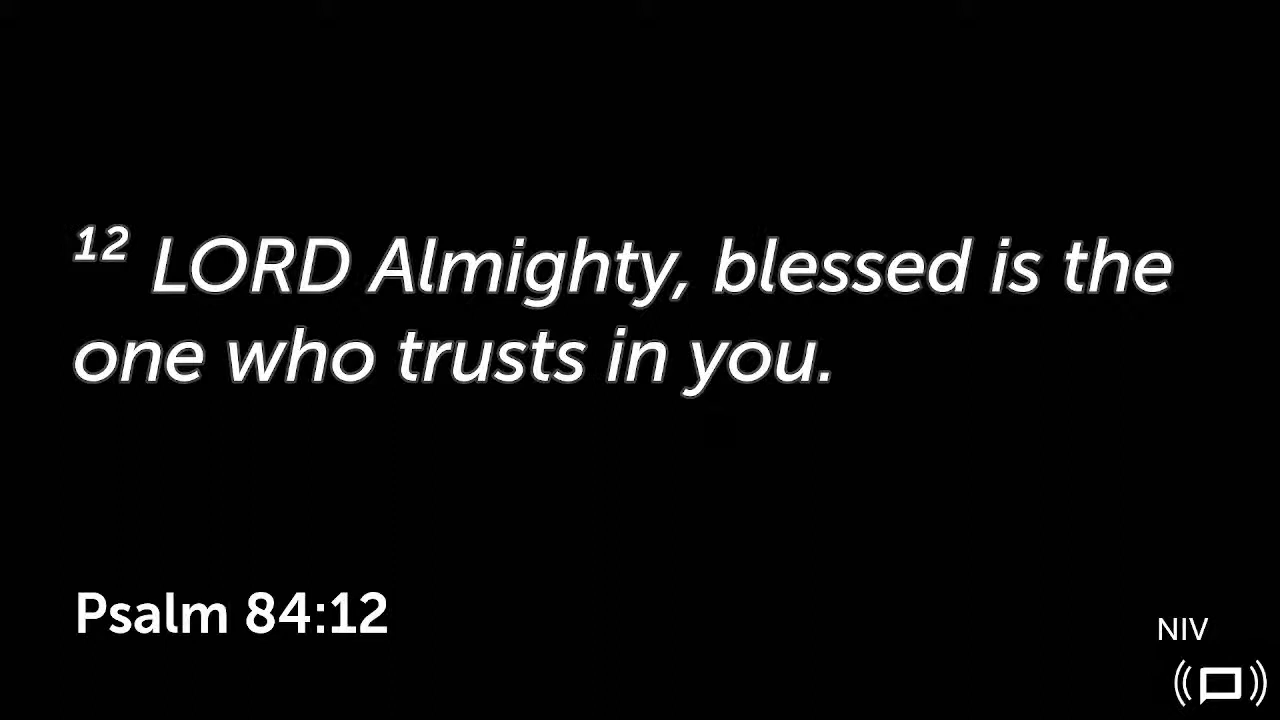 12 LORD Almighty, blessed is the
one who trusts in you.
Psalm 84:12
NIV